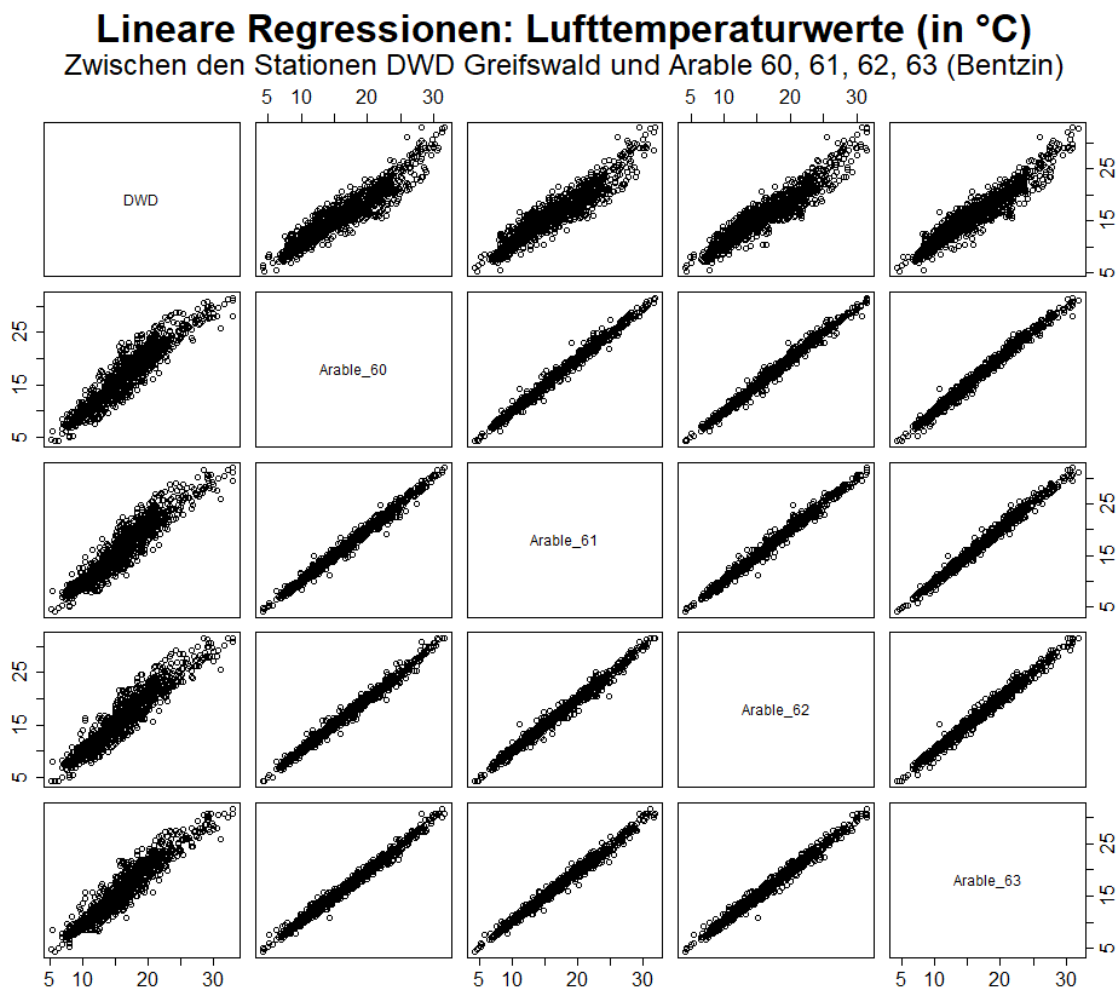 Lineare Regressionen: Lufttemperaturwerte (in °C)
Zwischen den Stationen DWD Greifswald und Arable 60, 61, 62, 63 (Bentzin)
5 10 20 30 5 10 20 30
DWD
5 15 25
5 15 25
Arable_60
Arable_61
5 15 25
5 15 25
Arable_62
Arable_63
5 15 25
5 10 20 30 5 10 20 30 5 10 20 30